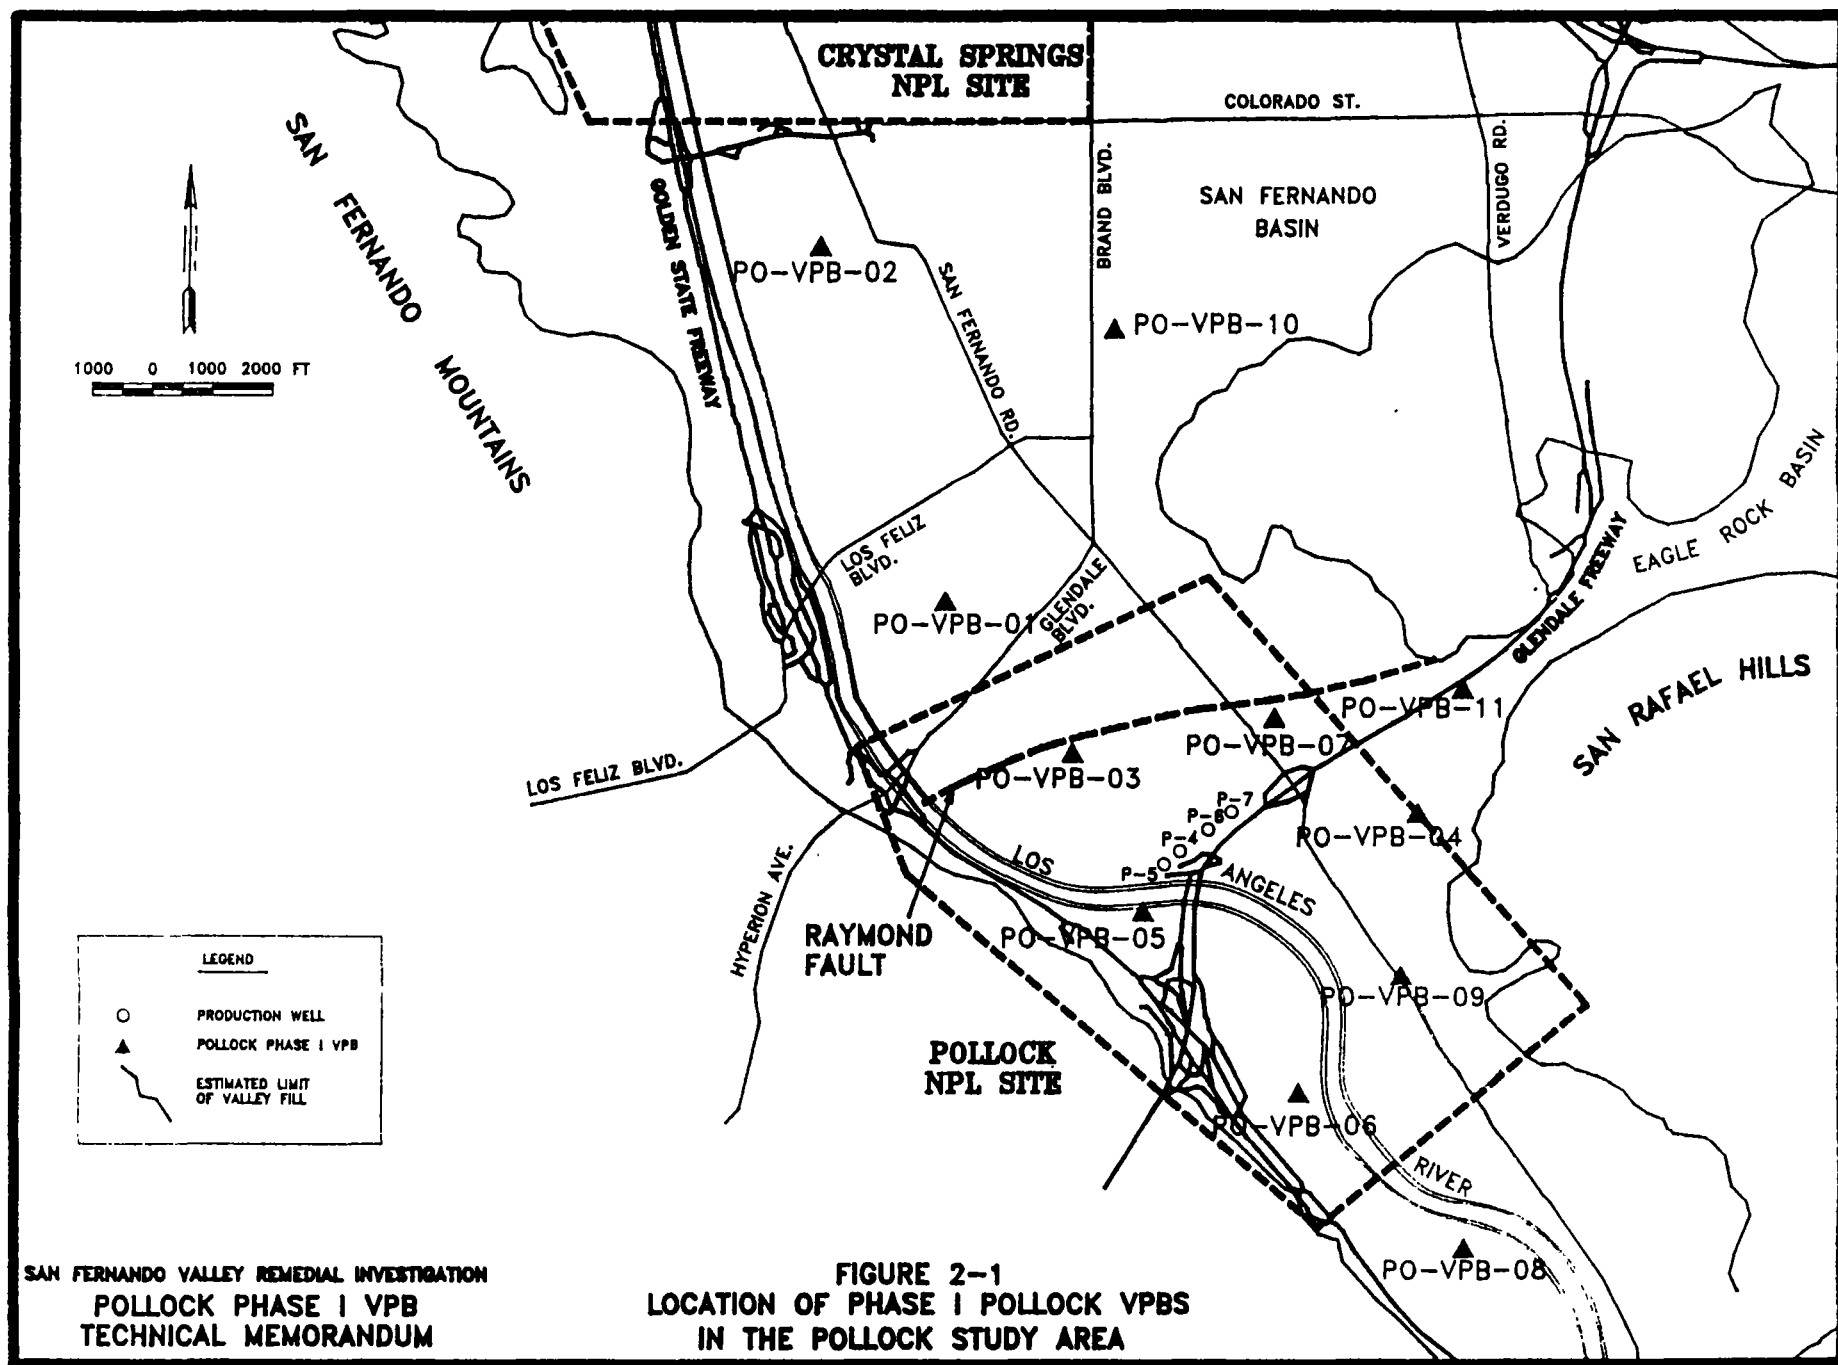 CRYSTAL SPRINGS
NPL SITE
COLORADO ST.
SAN FERNANDO MOUNTAINS
GOLDEN STATE FREEWAY
BRAND BLVD.
VERDUGO RD.
SAN FERNANDO
BASIN
PO-VPB-02
SAN FERNANDO RD.
PO-VPB-10
1000 0 1000 2000 FT
EAGLE ROCK BASIN
LOS FELIZ
BLVD.
GLENDALE
BLVD.
GLENDALE FREEWAY
PO-VPB-01
SAN RAFAEL HILLS
PO-VPB-11
PO-VPB-07
LOS FELIZ BLVD.
PO-VPB-03
P-7
P-6
P-4
P-5
PO-VPB-04
LOS ANGELES RIVER
HYPERION AVE.
RAYMOND
FAULT
PO-VPB-05
PO-VPB-09
LEGEND
PRODUCTION WELL
POLLOCK PHASE I VPB
ESTIMATED LIMIT
OF VALLEY FILL
POLLOCK
NPL SITE
PO-VPB-06
PO-VPB-08
SAN FERNANDO VALLEY REMEDIAL INVESTIGATION
POLLOCK PHASE I VPB
TECHNICAL MEMORANDUM
FIGURE 2-1
LOCATION OF PHASE I POLLOCK VPBS
IN THE POLLOCK STUDY AREA